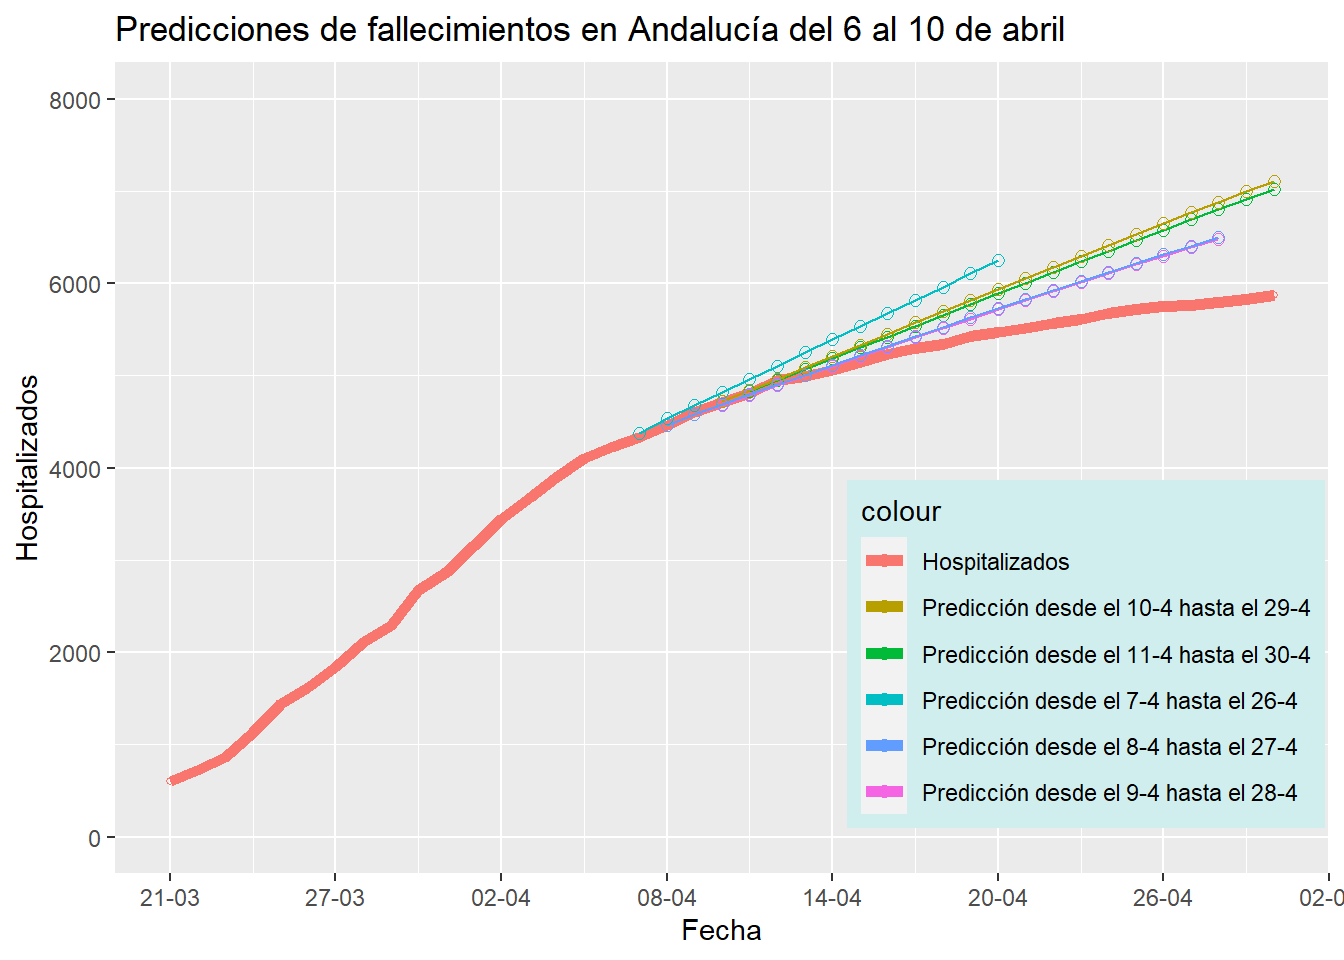 Predicciones de fallecimientos en Andalucía del 6 al 10 de abril
8000
6000
4000
2000
0
Hospitalizados
colour
Hospitalizados
Predicción desde el 10-4 hasta el 29-4
Predicción desde el 11-4 hasta el 30-4
Predicción desde el 7-4 hasta el 26-4
Predicción desde el 8-4 hasta el 27-4
Predicción desde el 9-4 hasta el 28-4
21-03 27-03 02-04 08-04 14-04 20-04 26-04
Fecha